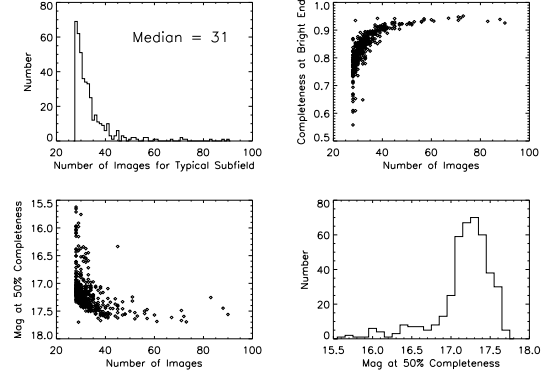 80
60
40
20
0
Number
Median = 31
20 40 60 80 100
Number of Images for Typical Subfield
1.0
0.9
0.8
0.7
0.6
0.5
Completeness at Bright End
20 40 60 80 100
Number of Images
15.5
16.0
16.5
17.0
17.5
18.0
Mag at 50% Completeness
20 40 60 80 100
Number of Images
80
60
40
20
0
Number
15.5 16.0 16.5 17.0 17.5 18.0
Mag at 50% Completeness